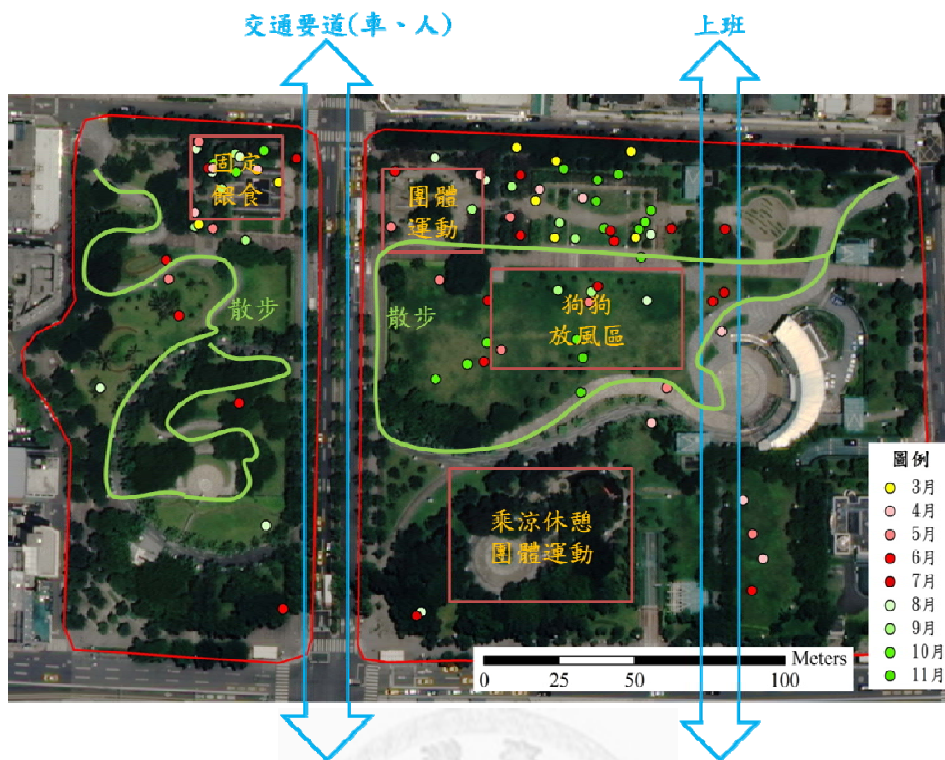 交通要道(車、人)
上班
固定
餵食
團體
運動
散步
散步
狗狗
放風區
乘涼休憩
團體運動
圖例
3月
4月
5月
6月
7月
8月
9月
10月
11月
Meters
0 25 50 100